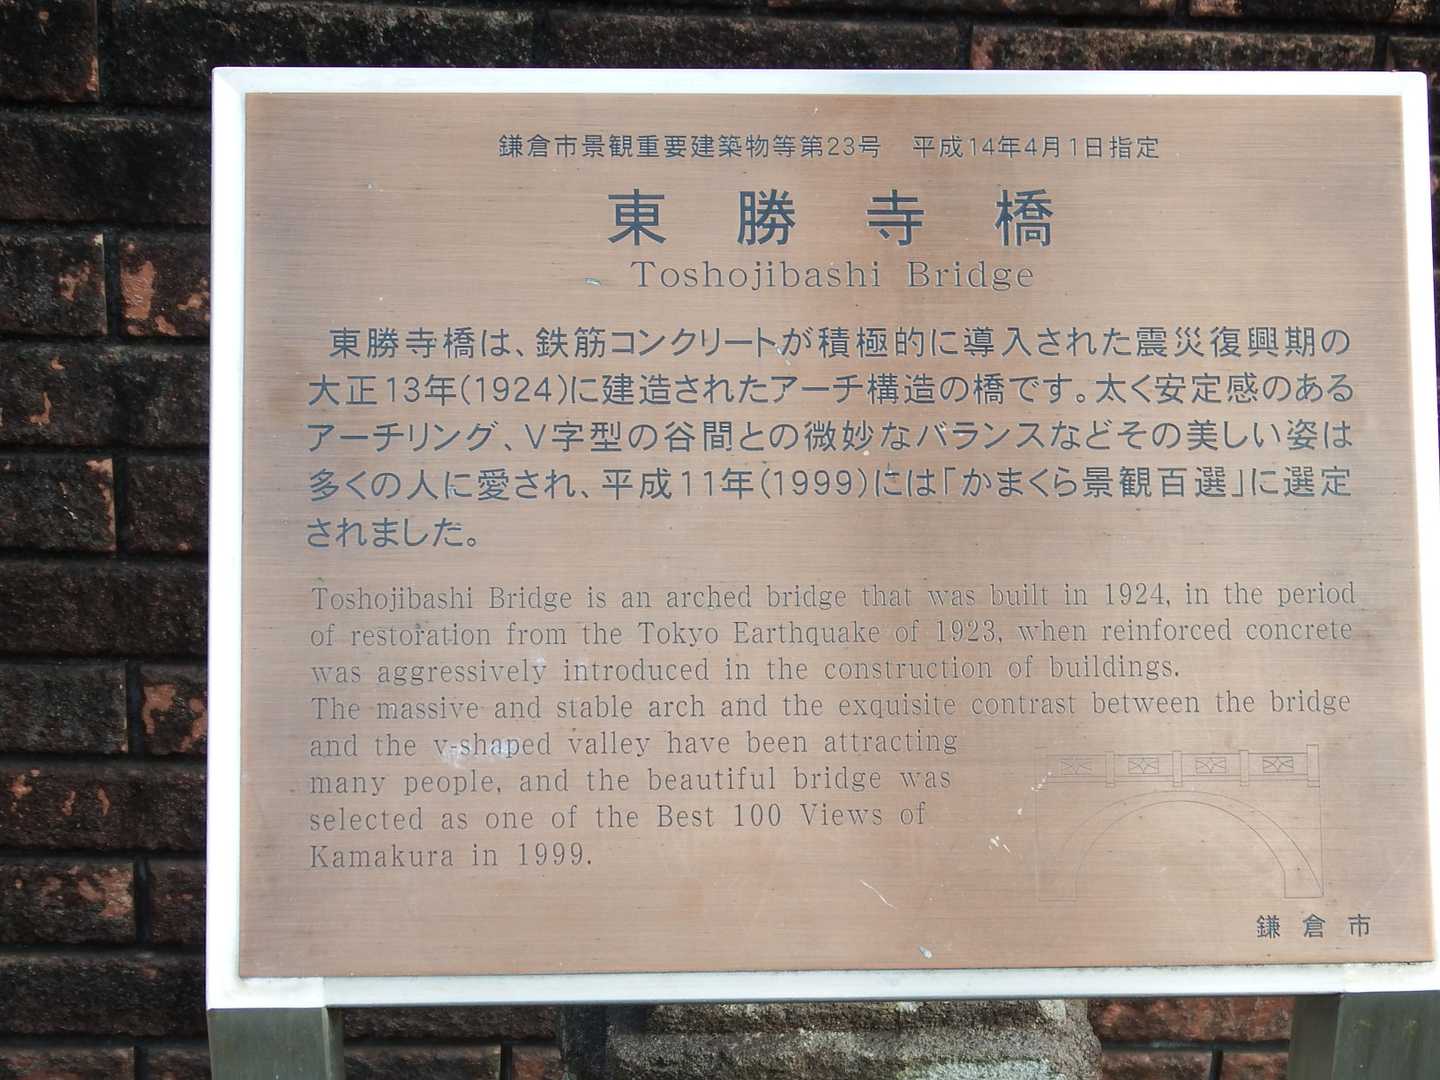 鎌倉市景観重要建築物等第23号　平成14年4月1日指定
東勝寺橋
Toshojibashi Bridge
東勝寺橋は、鉄筋コンクリートが積極的に導入された震災復興期の
大正13年(1924)に建造されたアーチ構造の橋です。太く安定感のある
アーチリング、V字型の谷間との微妙なバランスなどその美しい姿は
多くの人に愛され、平成11年(1999)には「かまくら景観百選」に選定
されました。
Toshojibashi Bridge is an arched bridge that was built in 1924, in the period
of restoration from the Tokyo Earthquake of 1923, when reinforced concrete
was aggressively introduced in the construction of buildings.
The massive and stable arch and the exquisite contrast between the bridge
and the v-shaped valley have been attracting
many people, and the beautiful bridge was
selected as one of the Best 100 Views of
Kamakura in 1999.
鎌倉市